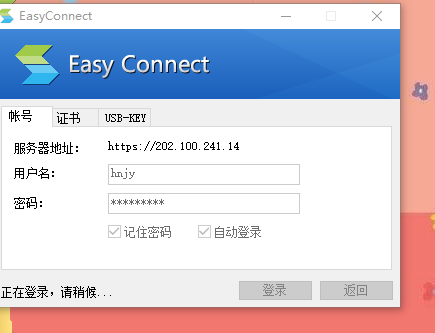 EasyConnect
Easy Connect
帐号 证书 USB-KEY
服务器地址: https://202.100.241.14
用户名: hnjy
密码: *********
记住密码 自动登录
正在登录，请稍候... 登录 返回